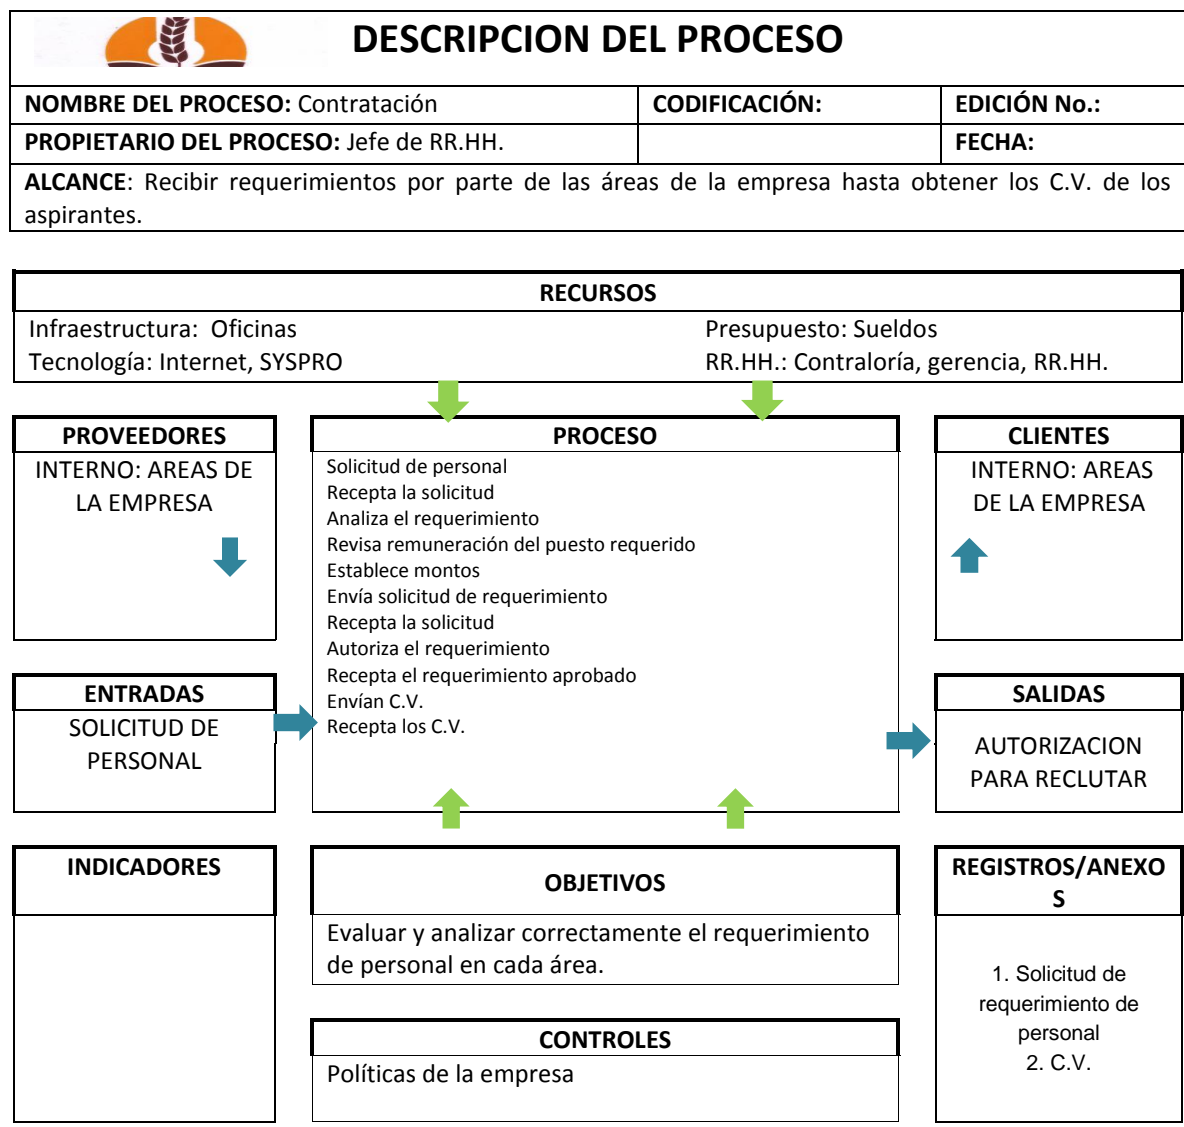 DESCRIPCION DEL PROCESO
NOMBRE DEL PROCESO: Contratación
CODIFICACIÓN:
EDICIÓN No.:
PROPIETARIO DEL PROCESO: Jefe de RR.HH.
FECHA:
ALCANCE: Recibir requerimientos por parte de las áreas de la empresa hasta obtener los C.V. de los
aspirantes.
RECURSOS
Infraestructura: Oficinas
Presupuesto: Sueldos
Tecnología: Internet, SYSPRO
RR.HH.: Contraloría, gerencia, RR.HH.
PROVEEDORES
INTERNO: AREAS DE
LA EMPRESA
PROCESO
Solicitud de personal
Recepta la solicitud
Analiza el requerimiento
Revisa remuneración del puesto requerido
Establece montos
Envía solicitud de requerimiento
Recepta la solicitud
Autoriza el requerimiento
Recepta el requerimiento aprobado
Envían C.V.
Recepta los C.V.
CLIENTES
INTERNO: AREAS
DE LA EMPRESA
ENTRADAS
SOLICITUD DE
PERSONAL
SALIDAS
AUTORIZACION
PARA RECLUTAR
INDICADORES
OBJETIVOS
Evaluar y analizar correctamente el requerimiento
de personal en cada área.
CONTROLES
Políticas de la empresa
REGISTROS/ANEXO
S
1. Solicitud de
requerimiento de
personal
2. C.V.